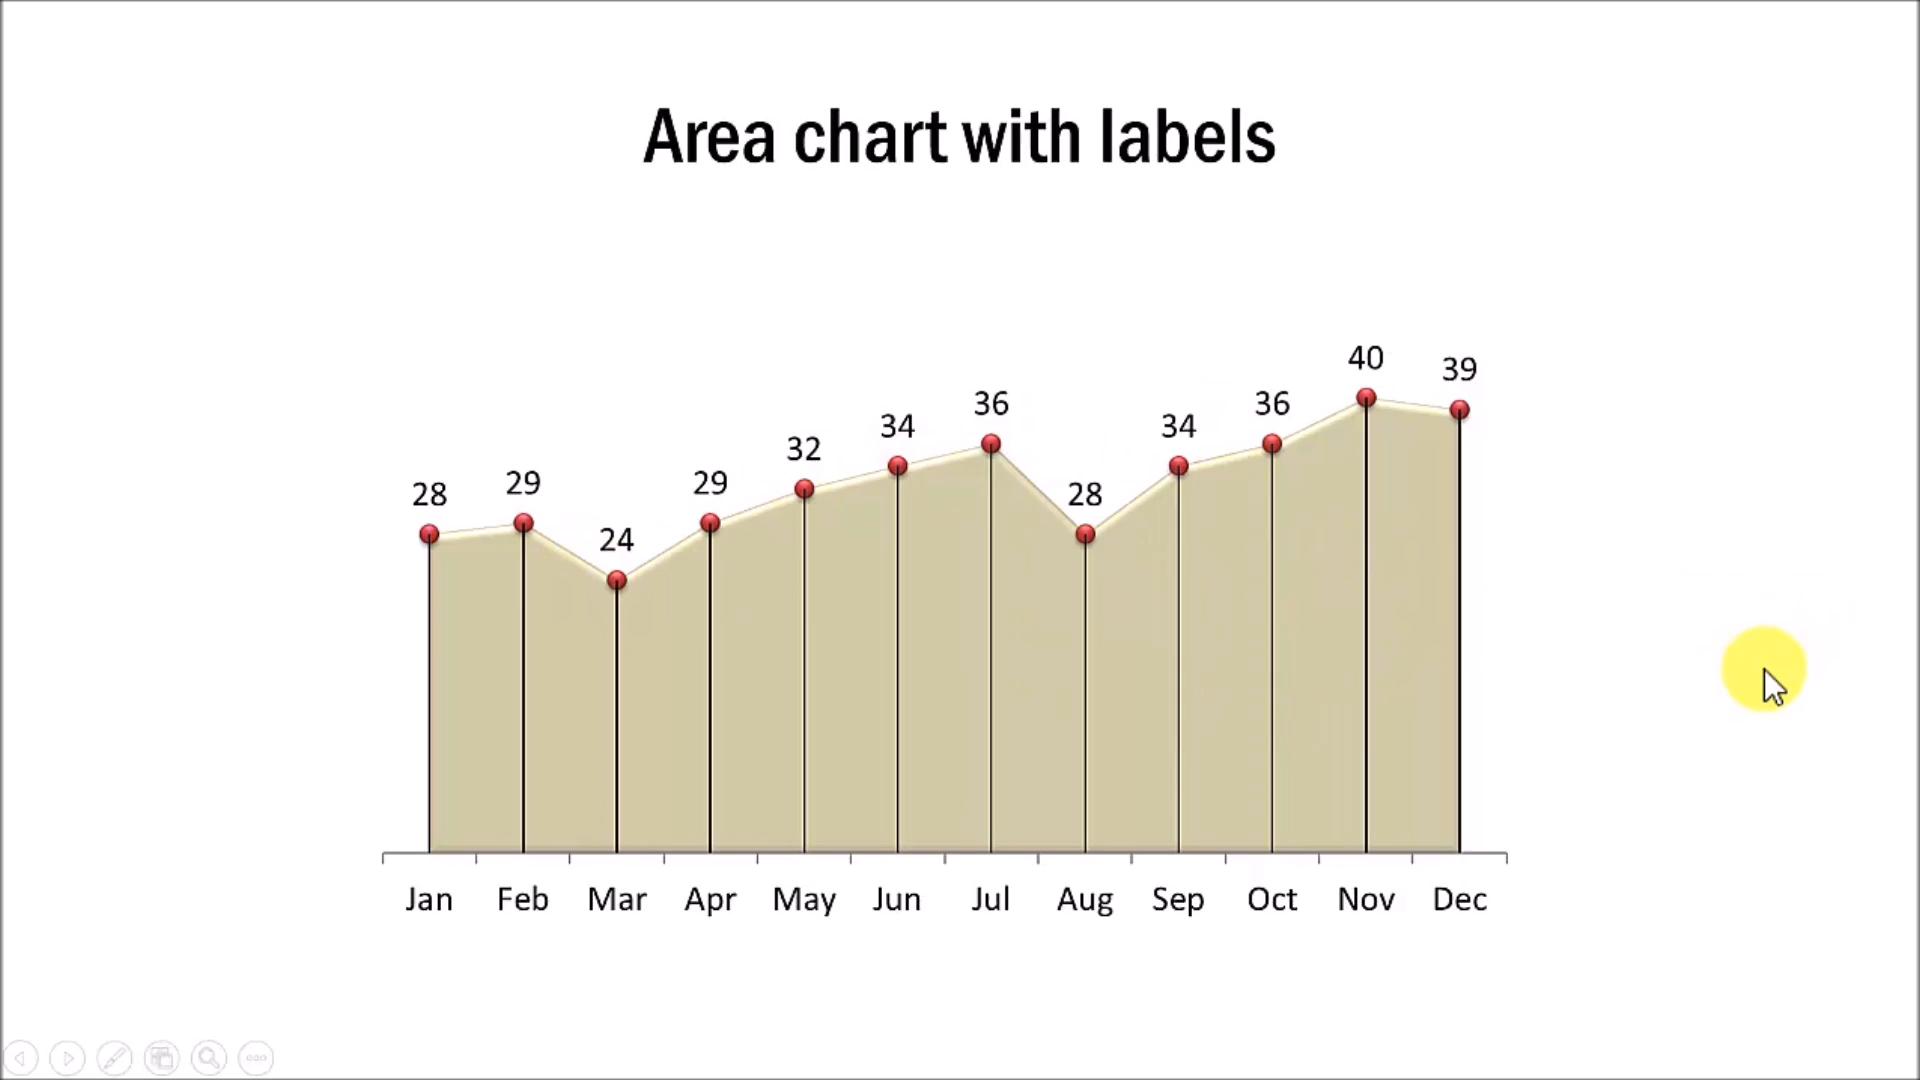 Area chart with labels
28 29 24 29 32 34 36 28 34 36 40 39
Jan Feb Mar Apr May Jun Jul Aug Sep Oct Nov Dec